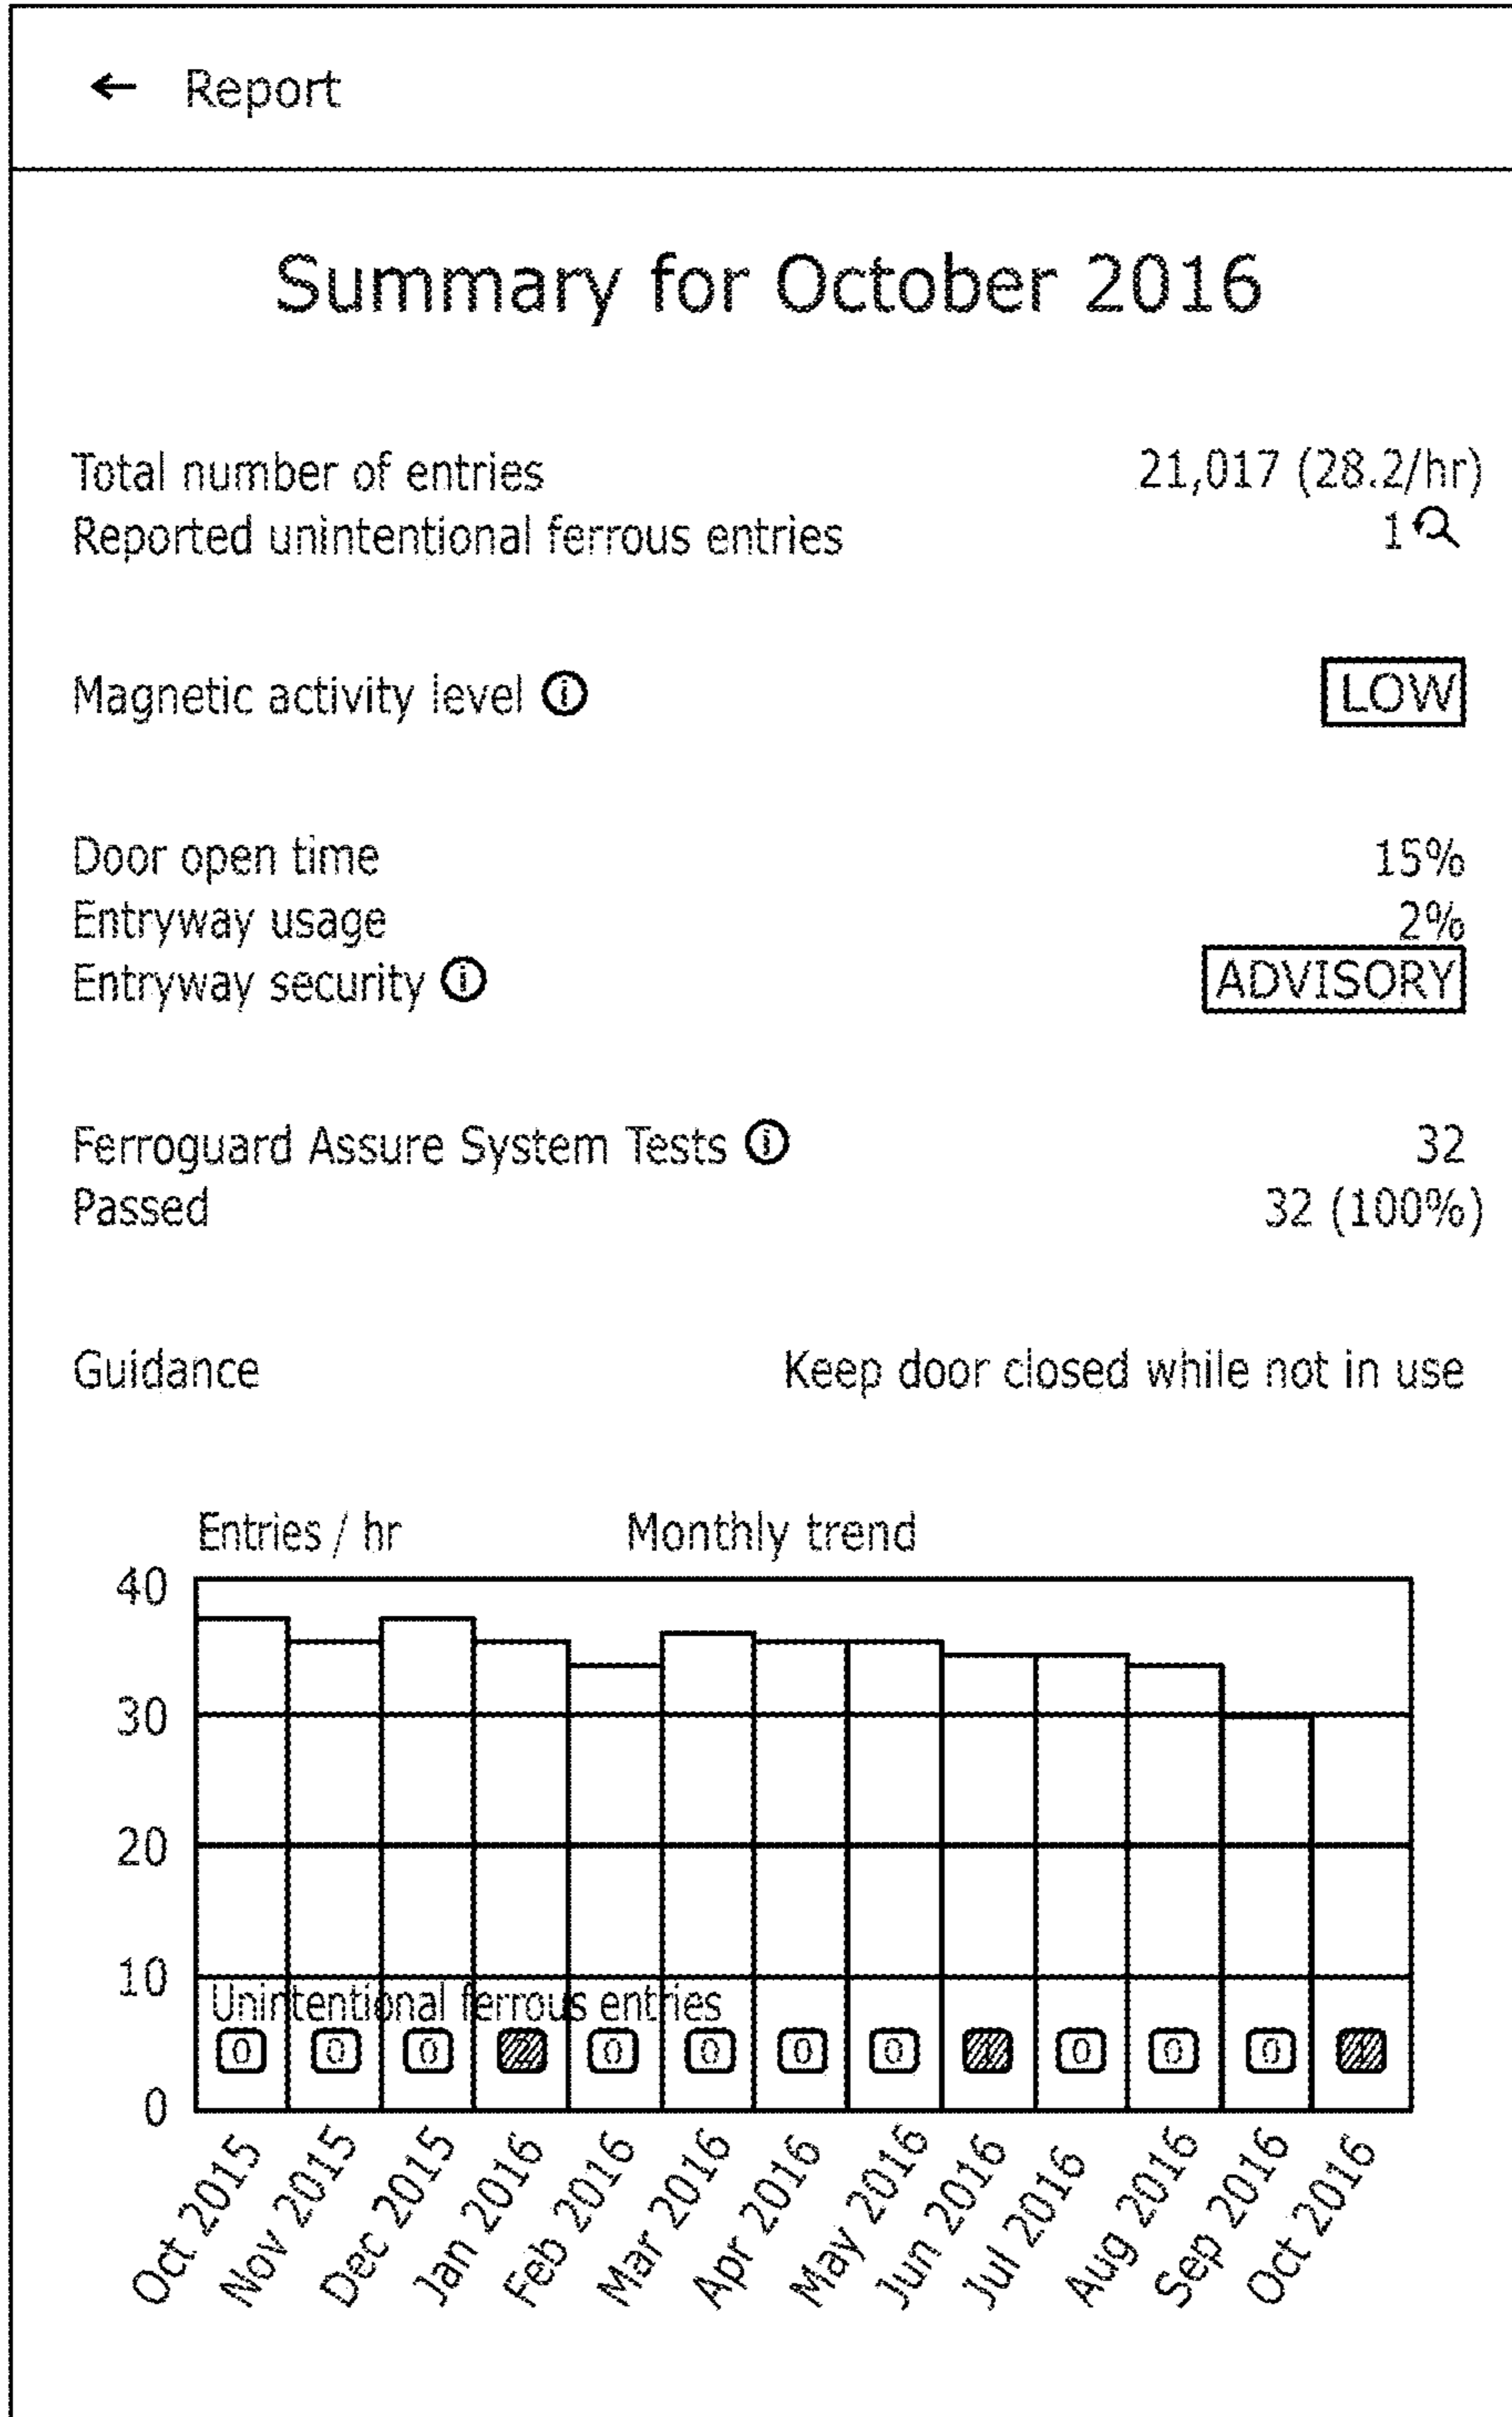 ← Report
Summary for October 2016
Total number of entries 21,017 (28.2/hr)
Reported unintentional ferrous entries 1
Magnetic activity level LOW
Door open time 15%
Entryway usage 2%
Entryway security ADVISORY
Ferroguard Assure System Tests 32
Passed 32 (100%)
Guidance Keep door closed while not in use
Entries / hr Monthly trend
40
30
20
10
Unintentional ferrous entries
0 0 0 2 0 0 0 0 1 0 0 0 1
0
Oct 2015 Nov 2015 Dec 2015 Jan 2016 Feb 2016 Mar 2016 Apr 2016 May 2016 Jun 2016 Jul 2016 Aug 2016 Sep 2016 Oct 2016